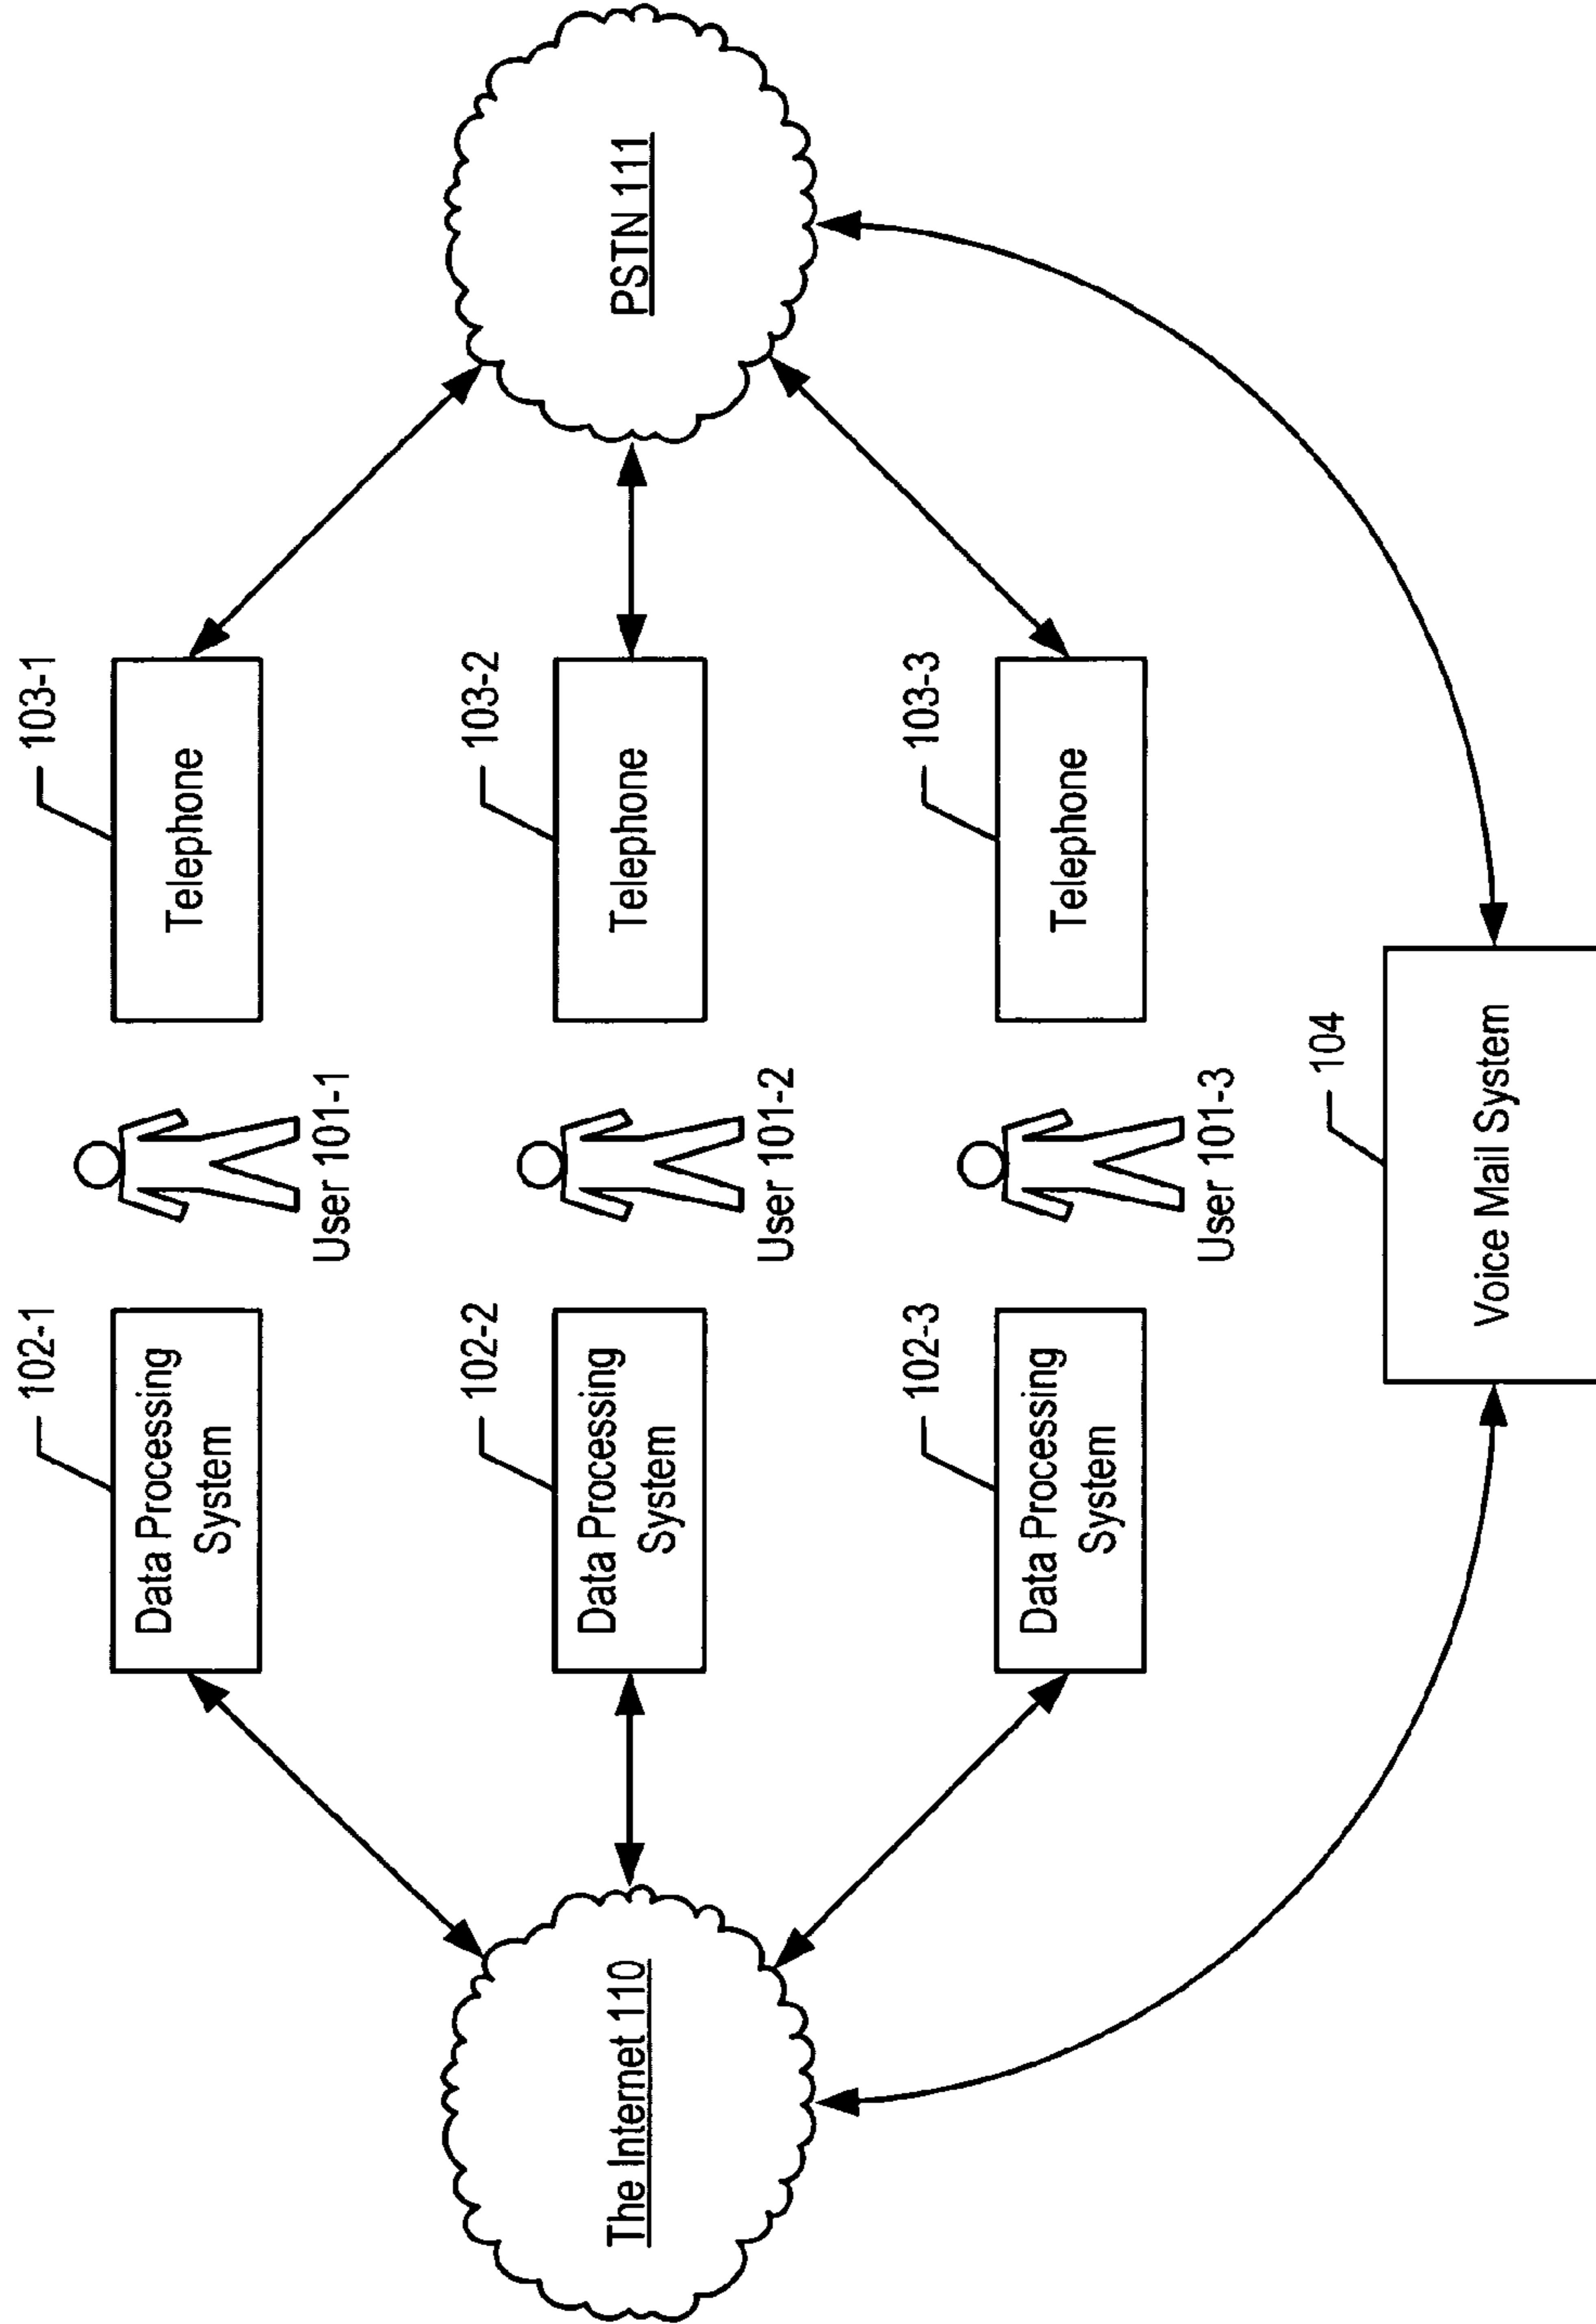 102-1
103-1
Data Processing
System
Telephone
User 101-1
102-2
103-2
The Internet 110
Data Processing
System
Telephone
PSTN 111
User 101-2
102-3
103-3
Data Processing
System
Telephone
User 101-3
104
Voice Mail System